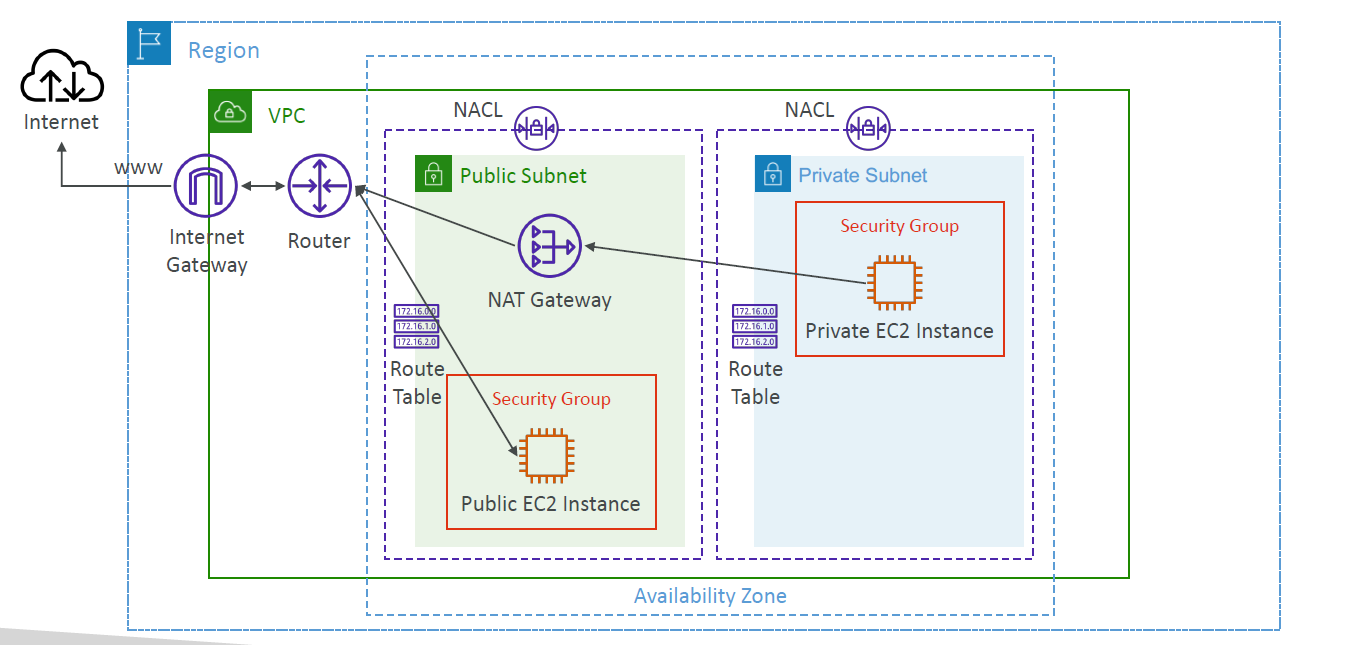 Region
Internet
VPC
NACL
NACL
www
Public Subnet
Private Subnet
Security Group
Internet
Gateway
Router
NAT Gateway
Private EC2 Instance
172.16.0.0
172.16.1.0
172.16.2.0
Route
Table
172.16.0.0
172.16.1.0
172.16.2.0
Route
Table
Security Group
Public EC2 Instance
Availability Zone